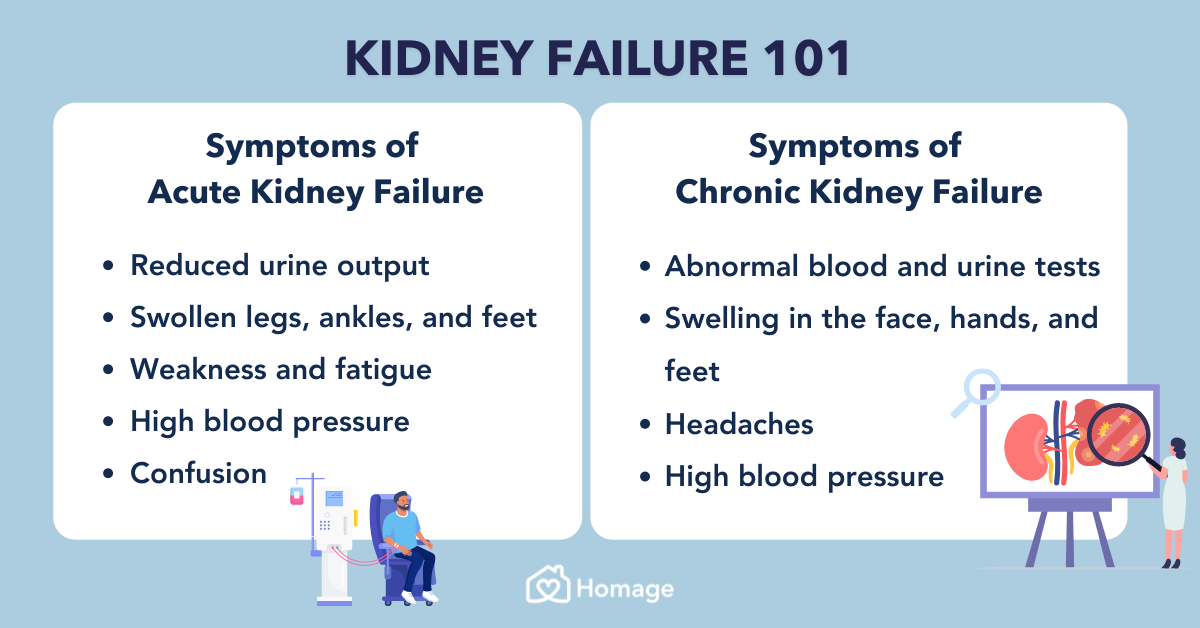 KIDNEY FAILURE 101
Symptoms of
Acute Kidney Failure
• Reduced urine output
• Swollen legs, ankles, and feet
• Weakness and fatigue
• High blood pressure
• Confusion
Symptoms of
Chronic Kidney Failure
• Abnormal blood and urine tests
• Swelling in the face, hands, and
feet
• Headaches
• High blood pressure
Homage